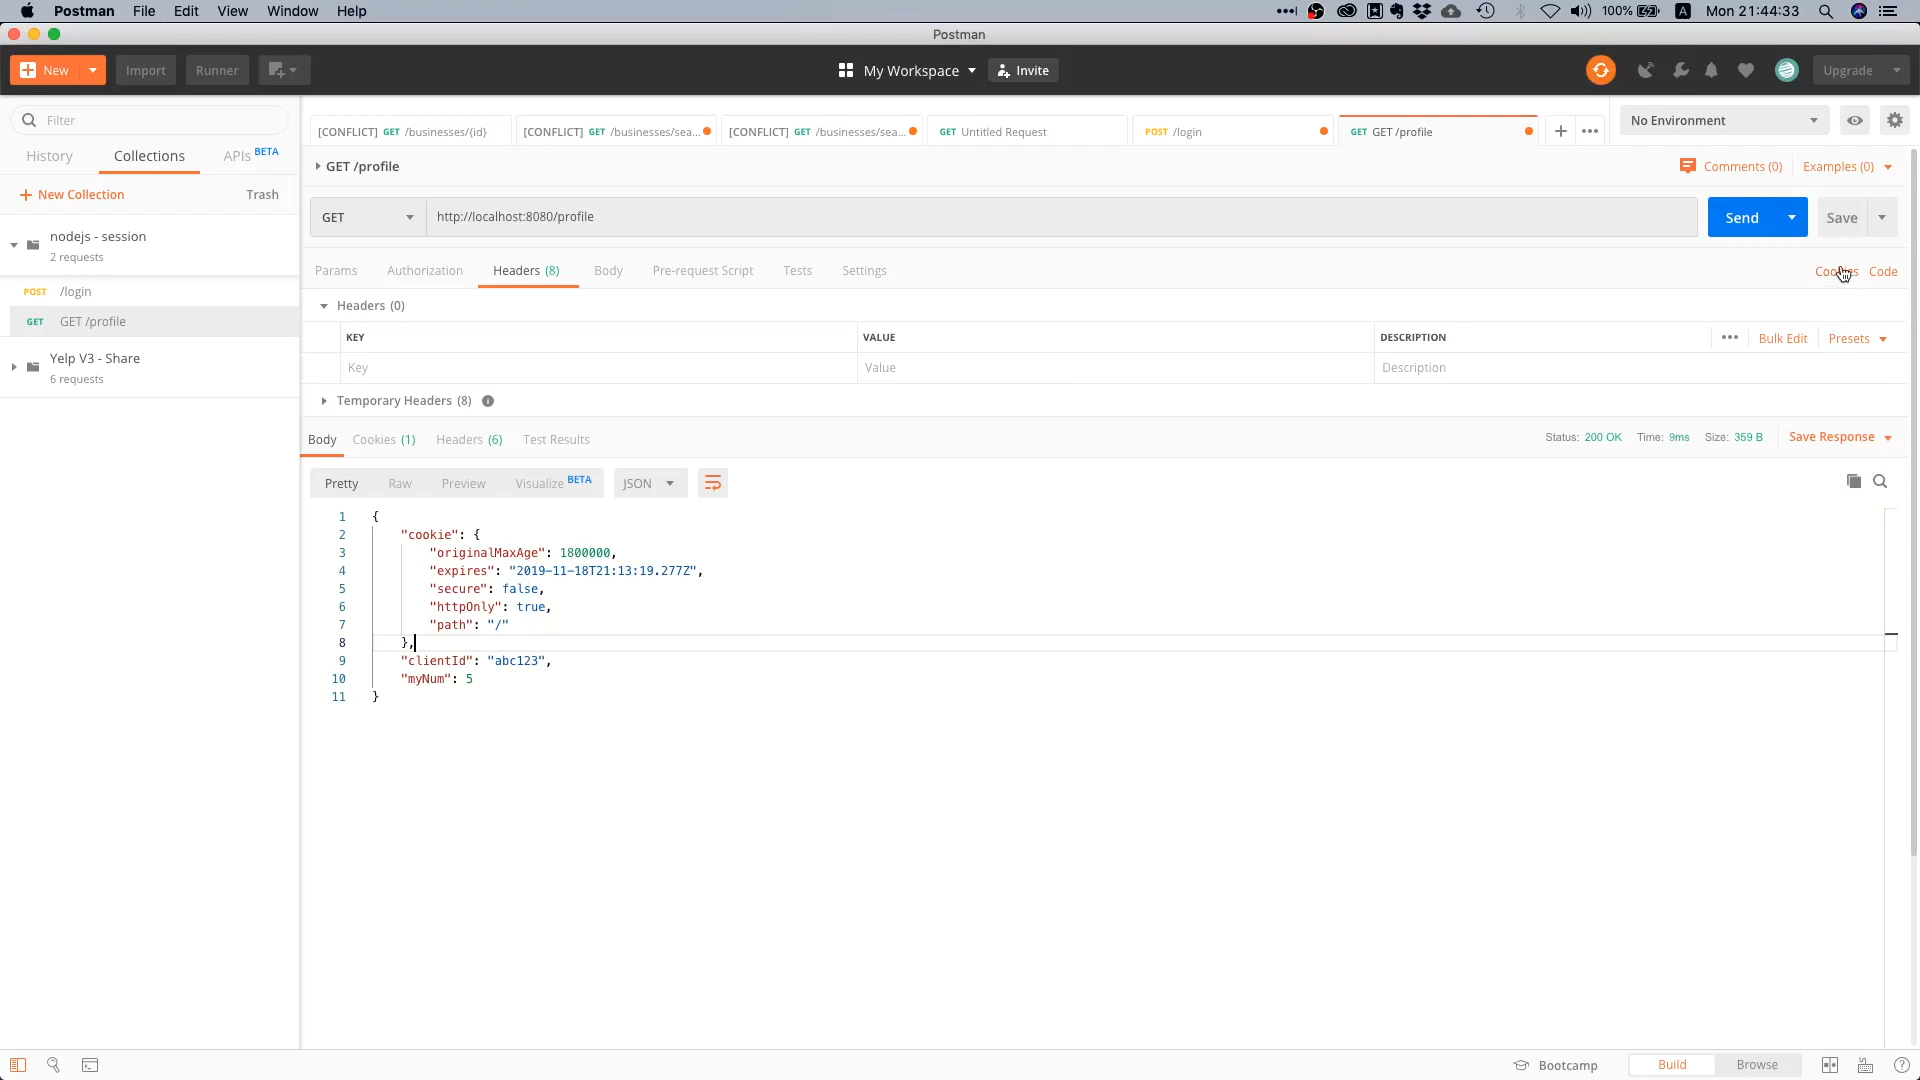 Postman File Edit View Window Help 100% A Mon 21:44:33
Postman
New Import Runner My Workspace Invite Upgrade
Filter
[CONFLICT] GET /businesses/{id} [CONFLICT] GET /businesses/sea... [CONFLICT] GET /businesses/sea... GET Untitled Request POST /login GET GET /profile No Environment
History Collections APIs BETA
GET /profile Comments (0) Examples (0)
New Collection Trash
GET http://localhost:8080/profile Send Save
nodejs - session
2 requests
Params Authorization Headers (8) Body Pre-request Script Tests Settings Code
POST /login
Headers (0)
GET GET /profile
KEY VALUE DESCRIPTION Bulk Edit Presets
Key Value Description
Yelp V3 - Share
6 requests
Temporary Headers (8)
Body Cookies (1) Headers (6) Test Results Status: 200 OK Time: 9ms Size: 359 B Save Response
Pretty Raw Preview Visualize BETA JSON
1 {
2 "cookie": {
3 "originalMaxAge": 1800000,
4 "expires": "2019-11-18T21:13:19.277Z",
5 "secure": false,
6 "httpOnly": true,
7 "path": "/"
8 },
9 "clientId": "abc123",
10 "myNum": 5
11 }
Bootcamp Build Browse